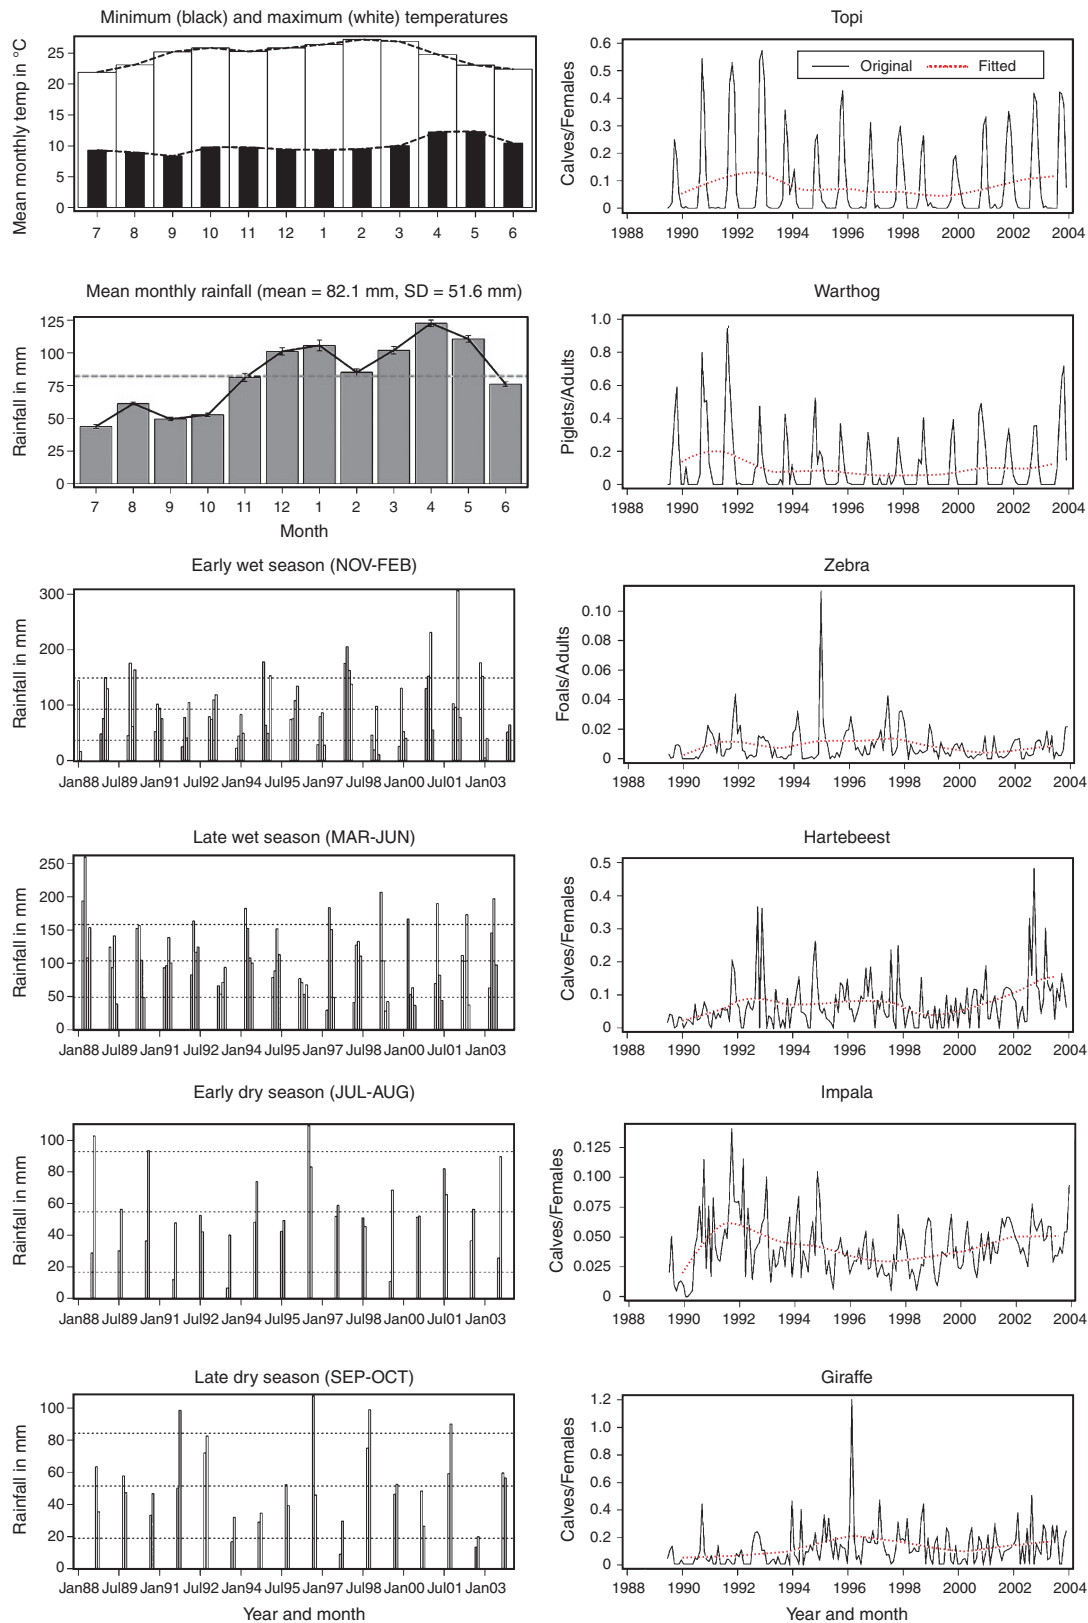 Minimum (black) and maximum (white) temperatures
Mean monthly temp in °C
25
20
15
10
5
0
7 8 9 10 11 12 1 2 3 4 5 6
Mean monthly rainfall (mean = 82.1 mm, SD = 51.6 mm)
Rainfall in mm
125
100
75
50
25
0
7 8 9 10 11 12 1 2 3 4 5 6
Month
Early wet season (NOV-FEB)
Rainfall in mm
300
200
100
0
Jan88 Jul89 Jan91 Jul92 Jan94 Jul95 Jan97 Jul98 Jan00 Jul01 Jan03
Late wet season (MAR-JUN)
Rainfall in mm
250
200
150
100
50
0
Jan88 Jul89 Jan91 Jul92 Jan94 Jul95 Jan97 Jul98 Jan00 Jul01 Jan03
Early dry season (JUL-AUG)
Rainfall in mm
100
80
60
40
20
0
Jan88 Jul89 Jan91 Jul92 Jan94 Jul95 Jan97 Jul98 Jan00 Jul01 Jan03
Late dry season (SEP-OCT)
Rainfall in mm
100
80
60
40
20
0
Jan88 Jul89 Jan91 Jul92 Jan94 Jul95 Jan97 Jul98 Jan00 Jul01 Jan03
Year and month
Topi
Calves/Females
Original Fitted
0.6
0.5
0.4
0.3
0.2
0.1
0
1988 1990 1992 1994 1996 1998 2000 2002 2004
Warthog
Piglets/Adults
1.0
0.8
0.6
0.4
0.2
0
1988 1990 1992 1994 1996 1998 2000 2002 2004
Zebra
Foals/Adults
0.10
0.08
0.06
0.04
0.02
0
1988 1990 1992 1994 1996 1998 2000 2002 2004
Hartebeest
Calves/Females
0.5
0.4
0.3
0.2
0.1
0
1988 1990 1992 1994 1996 1998 2000 2002 2004
Impala
Calves/Females
0.125
0.100
0.075
0.050
0.025
0
1988 1990 1992 1994 1996 1998 2000 2002 2004
Giraffe
Calves/Females
1.2
1.0
0.8
0.6
0.4
0.2
0
1988 1990 1992 1994 1996 1998 2000 2002 2004
Year and month